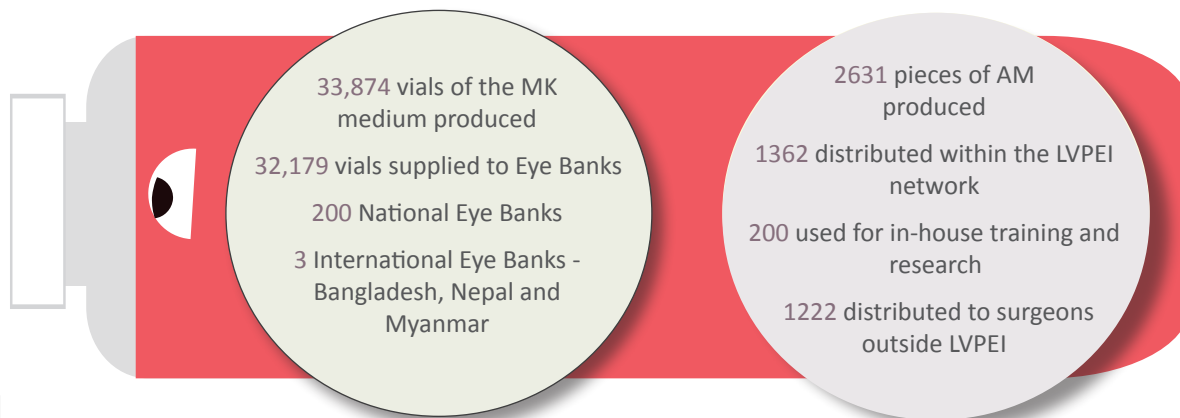 33,874 vials of the MK
medium produced
32,179 vials supplied to Eye Banks
200 National Eye Banks
3 International Eye Banks -
Bangladesh, Nepal and
Myanmar
2631 pieces of AM
produced
1362 distributed within the LVPEI
network
200 used for in-house training and
research
1222 distributed to surgeons
outside LVPEI